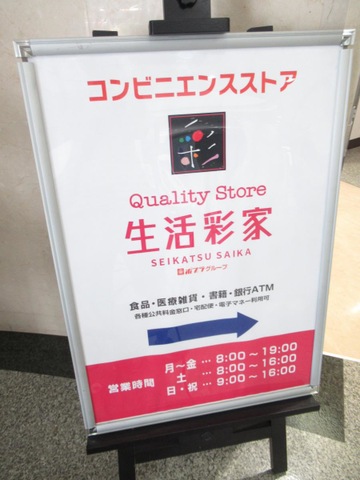 コンビニエンスストア
Quality Store
生活彩家
SEIKATSU SAIKA
ポプラグループ
食品・医療雑貨・書籍・銀行ATM
各種公共料金窓口・宅配便・電子マネー利用可
営業時間
月〜金…8:00〜19:00
土…8:00〜16:00
日・祝…9:00〜16:00